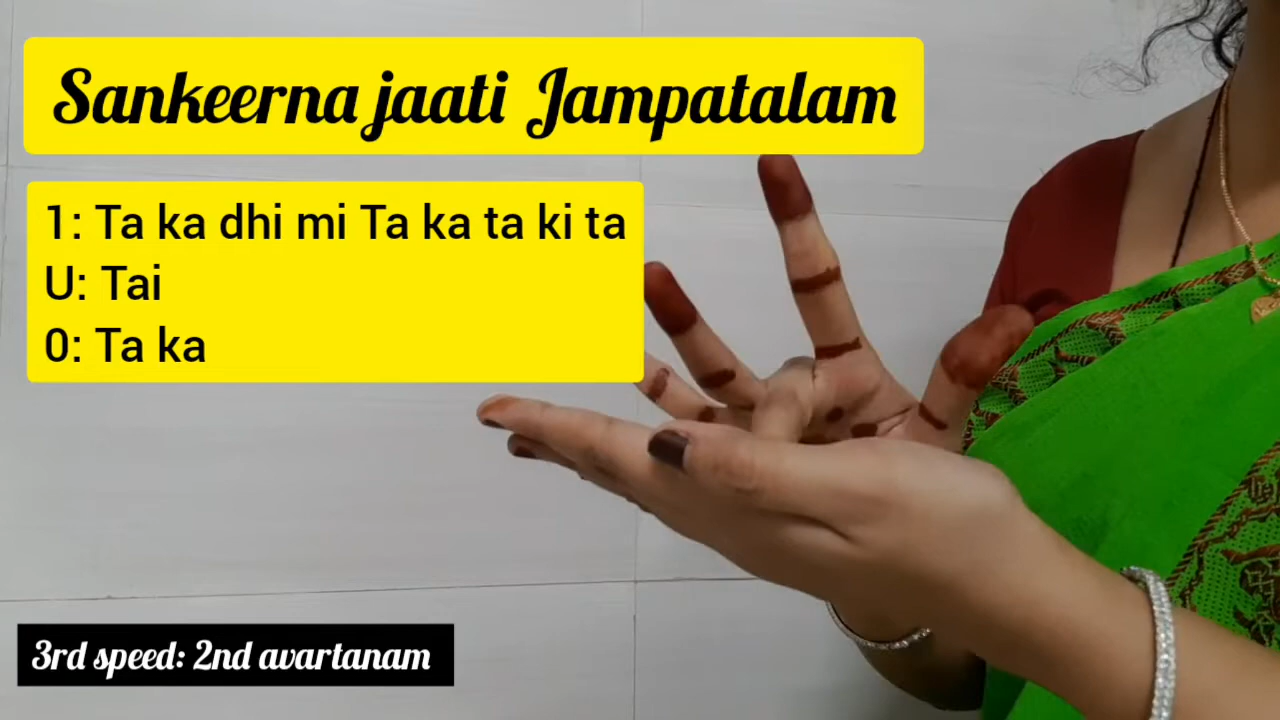 Sankeerna jaati Jampatalam
1: Ta ka dhi mi Ta ka ta ki ta
U: Tai
0: Ta ka
3rd speed: 2nd avartanam